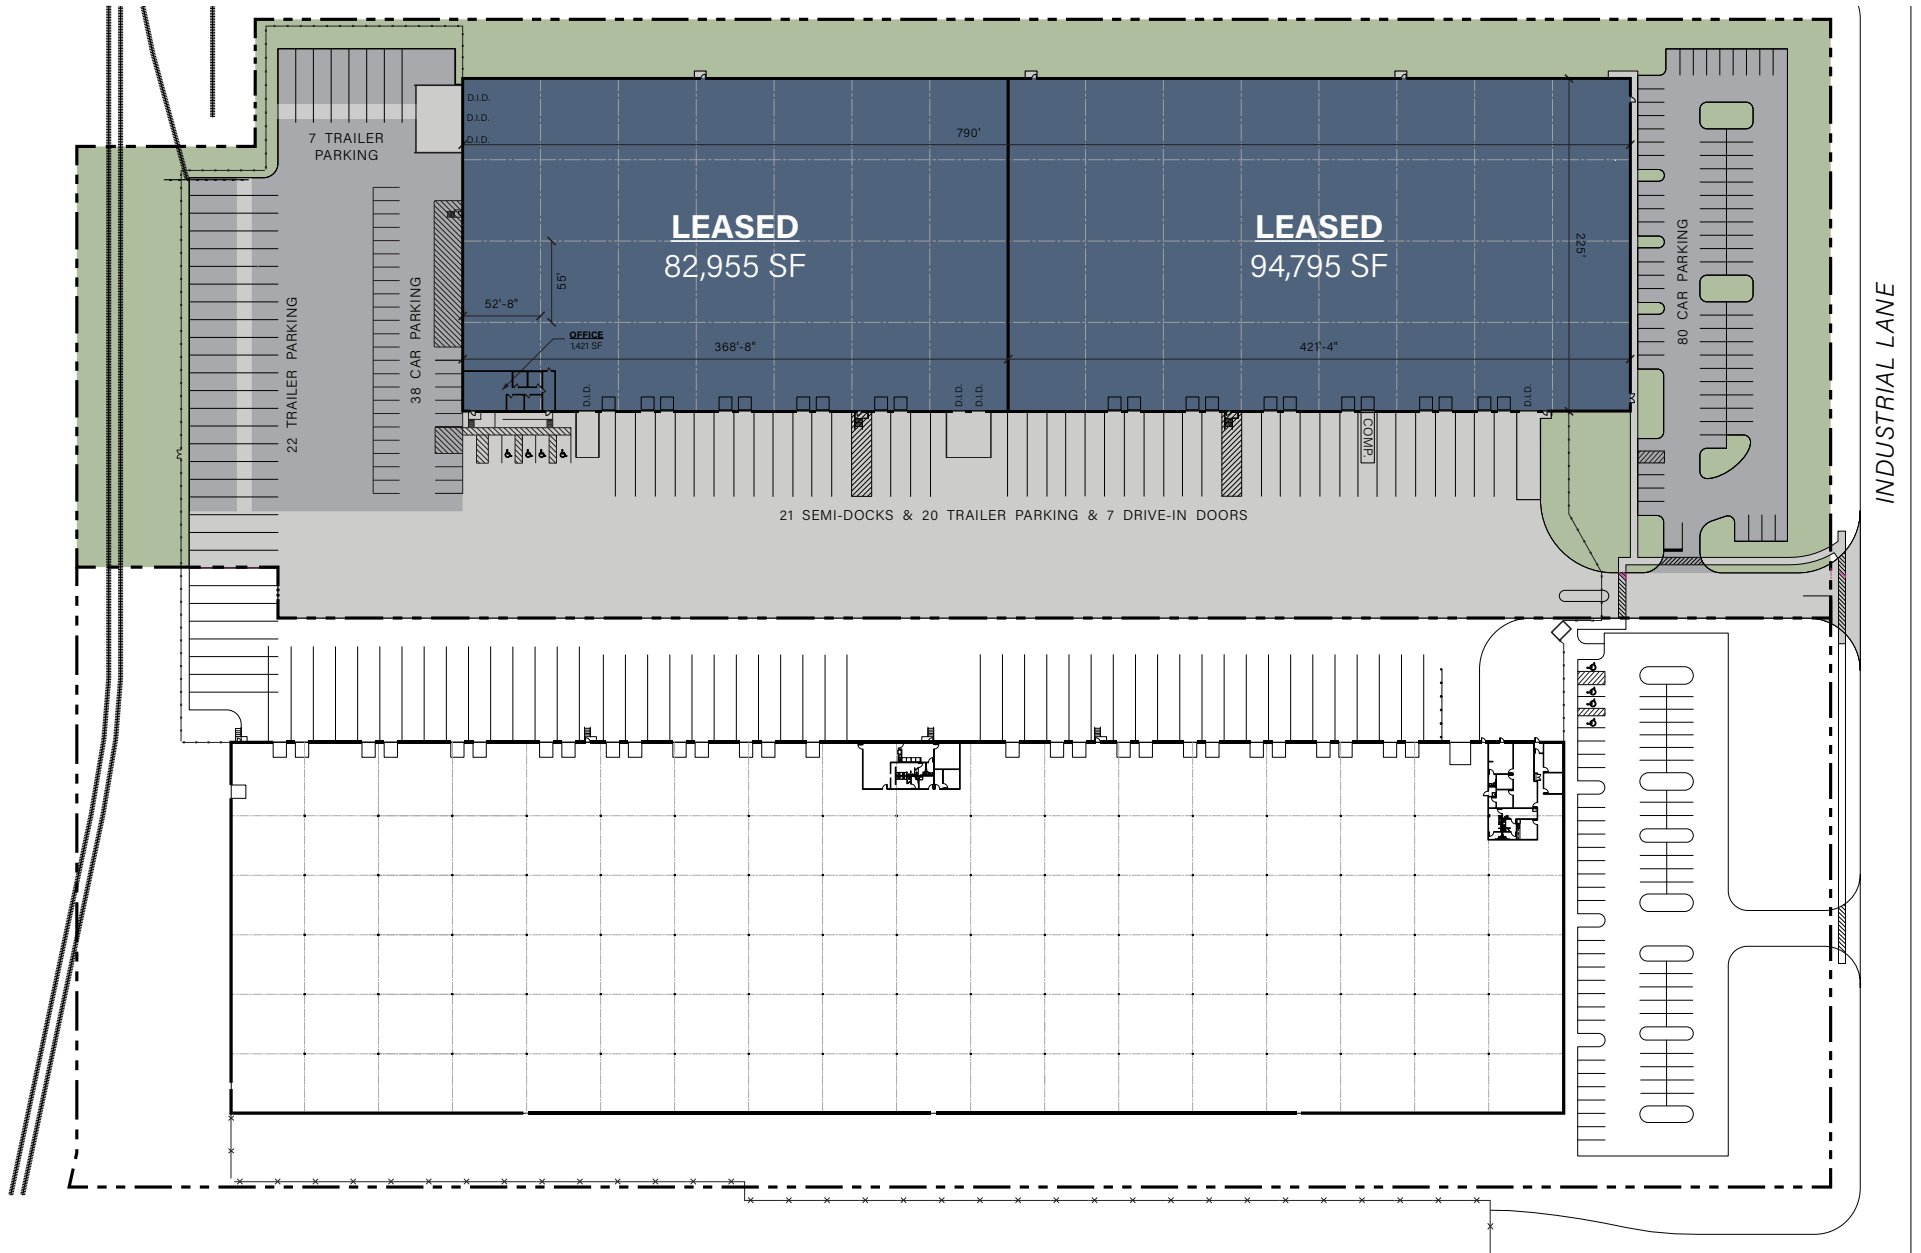 D.I.D.
D.I.D.
D.I.D.
7 TRAILER
PARKING
790'
LEASED
82,955 SF
LEASED
94,795 SF
225'
80 CAR PARKING
INDUSTRIAL LANE
22 TRAILER PARKING
38 CAR PARKING
52'-8"
55'
OFFICE
1,421 SF
368'-8"
421'-4"
D.I.D.
D.I.D.
D.I.D.
D.I.D.
COMP.
21 SEMI-DOCKS & 20 TRAILER PARKING & 7 DRIVE-IN DOORS